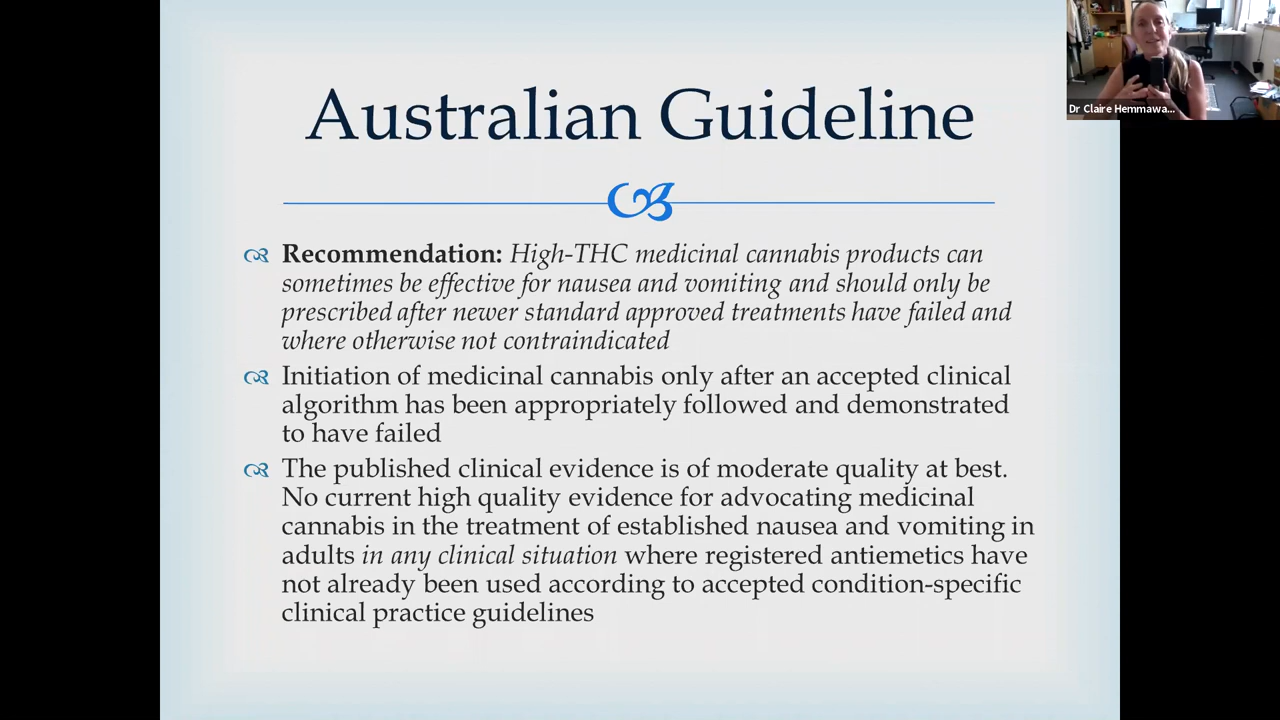 Dr Claire Hemmawa...
Australian Guideline
Recommendation: High-THC medicinal cannabis products can
sometimes be effective for nausea and vomiting and should only be
prescribed after newer standard approved treatments have failed and
where otherwise not contraindicated
Initiation of medicinal cannabis only after an accepted clinical
algorithm has been appropriately followed and demonstrated
to have failed
The published clinical evidence is of moderate quality at best.
No current high quality evidence for advocating medicinal
cannabis in the treatment of established nausea and vomiting in
adults in any clinical situation where registered antiemetics have
not already been used according to accepted condition-specific
clinical practice guidelines